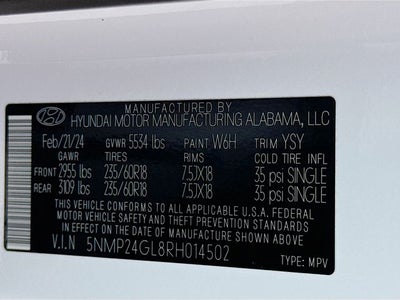 MANUFACTURED BY
HYUNDAI MOTOR MANUFACTURING ALABAMA, LLC
Feb/21/24 GVWR 5534 lbs PAINT W6H TRIM YSY
GAWR TIRES RIMS COLD TIRE INFL
FRONT 2955 lbs 235/60R18 7.5JX18 35 psi SINGLE
REAR 3109 lbs 235/60R18 7.5JX18 35 psi SINGLE
THIS VEHICLE CONFORMS TO ALL APPLICABLE U.S.A. FEDERAL
MOTOR VEHICLE SAFETY AND THEFT PREVENTION STANDARDS
IN EFFECT ON THE DATE OF MANUFACTURE SHOWN ABOVE.
V.I.N 5NMP24GL8RH014502
TYPE: MPV